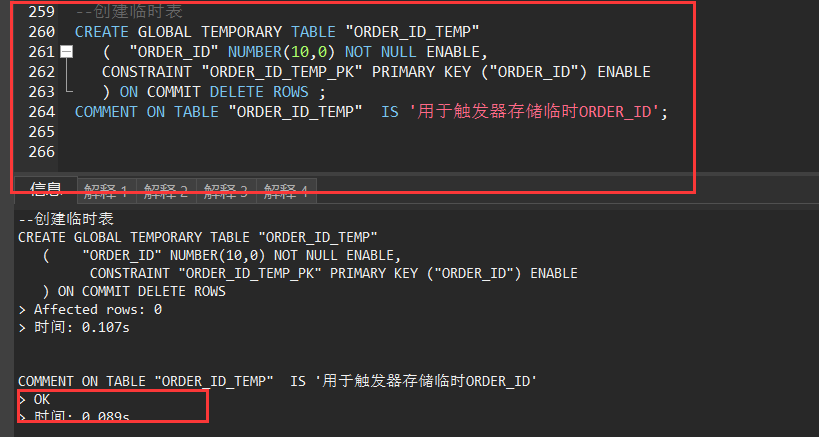 259 --创建临时表
260 CREATE GLOBAL TEMPORARY TABLE "ORDER_ID_TEMP"
261 ( "ORDER_ID" NUMBER(10,0) NOT NULL ENABLE,
262 CONSTRAINT "ORDER_ID_TEMP_PK" PRIMARY KEY ("ORDER_ID") ENABLE
263 ) ON COMMIT DELETE ROWS ;
264 COMMENT ON TABLE "ORDER_ID_TEMP"  IS '用于触发器存储临时ORDER_ID';
265
266
信息 解释 1 解释 2 解释 3 解释 4
--创建临时表
CREATE GLOBAL TEMPORARY TABLE "ORDER_ID_TEMP"
( "ORDER_ID" NUMBER(10,0) NOT NULL ENABLE,
CONSTRAINT "ORDER_ID_TEMP_PK" PRIMARY KEY ("ORDER_ID") ENABLE
) ON COMMIT DELETE ROWS
> Affected rows: 0
> 时间: 0.107s
COMMENT ON TABLE "ORDER_ID_TEMP"  IS '用于触发器存储临时ORDER_ID'
> OK
> 时间: 0.089s